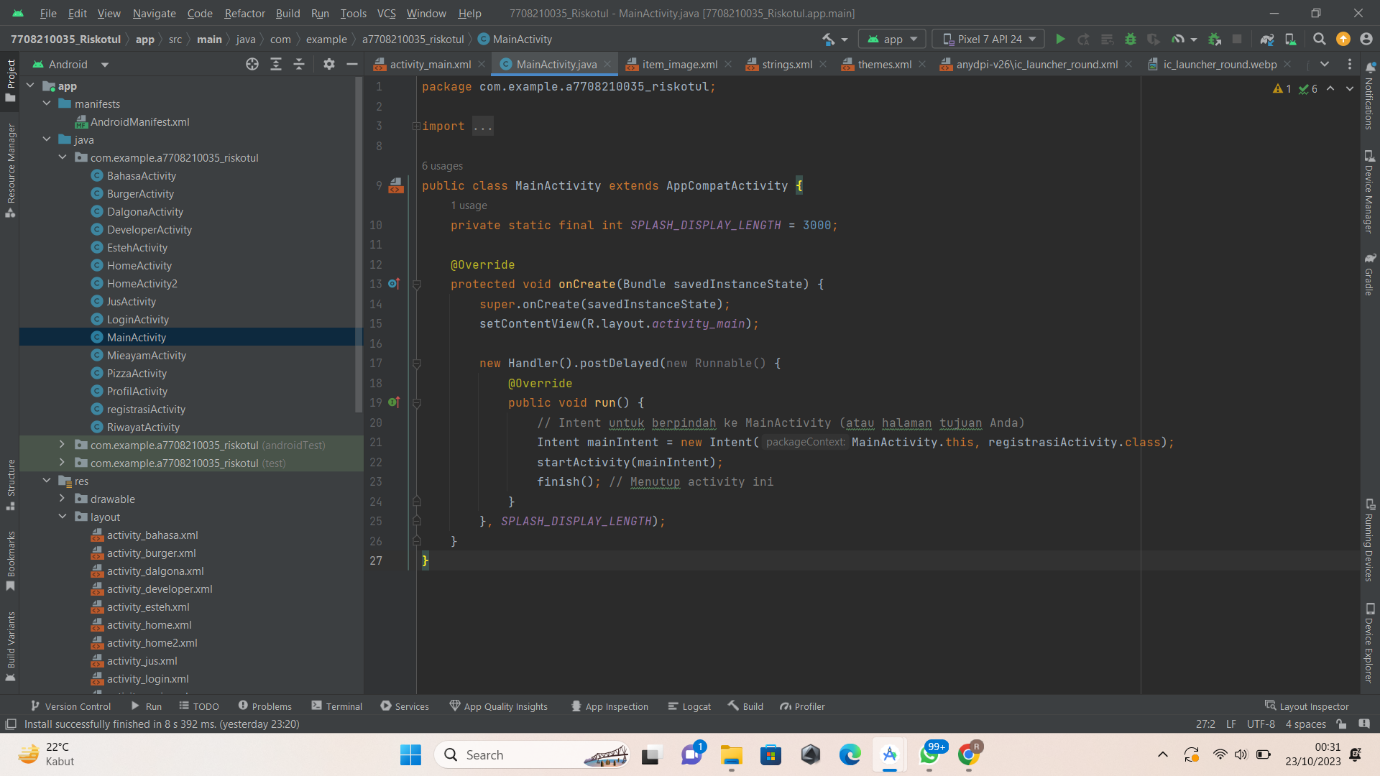 File Edit View Navigate Code Refactor Build Run Tools VCS Window Help 7708210035_Riskotul - MainActivity.java [7708210035_Riskotul.app.main]
7708210035_Riskotul app src main java com example a7708210035_riskotul MainActivity app Pixel 7 API 24
Project
Resource Manager
Structure
Bookmarks
Build Variants
Android
app
manifests
AndroidManifest.xml
java
com.example.a7708210035_riskotul
BahasaActivity
BurgerActivity
DalgonaActivity
DeveloperActivity
EstehActivity
HomeActivity
HomeActivity2
JusActivity
LoginActivity
MainActivity
MieayamActivity
PizzaActivity
ProfilActivity
registrasiActivity
RiwayatActivity
com.example.a7708210035_riskotul (androidTest)
com.example.a7708210035_riskotul (test)
res
drawable
layout
activity_bahasa.xml
activity_burger.xml
activity_dalgona.xml
activity_developer.xml
activity_esteh.xml
activity_home.xml
activity_home2.xml
activity_jus.xml
activity_login.xml
activity_main.xml MainActivity.java item_image.xml strings.xml themes.xml anydpi-v26\ic_launcher_round.xml ic_launcher_round.webp
1 package com.example.a7708210035_riskotul; 1 6
2
3 import ...
8
6 usages
9 public class MainActivity extends AppCompatActivity {
1 usage
10 private static final int SPLASH_DISPLAY_LENGTH = 3000;
11
12 @Override
13 protected void onCreate(Bundle savedInstanceState) {
14 super.onCreate(savedInstanceState);
15 setContentView(R.layout.activity_main);
16
17 new Handler().postDelayed(new Runnable() {
18 @Override
19 public void run() {
20 // Intent untuk berpindah ke MainActivity (atau halaman tujuan Anda)
21 Intent mainIntent = new Intent( packageContext: MainActivity.this, registrasiActivity.class);
22 startActivity(mainIntent);
23 finish(); // Menutup activity ini
24 }
25 }, SPLASH_DISPLAY_LENGTH);
26 }
27 }
Notifications
Device Manager
Gradle
Running Devices
Device Explorer
Version Control Run TODO Problems Terminal Services App Quality Insights App Inspection Logcat Build Profiler Layout Inspector
Install successfully finished in 8 s 392 ms. (yesterday 23:20) 27:2 LF UTF-8 4 spaces
22°C
Kabut
Search
1
99+
R
00:31
23/10/2023